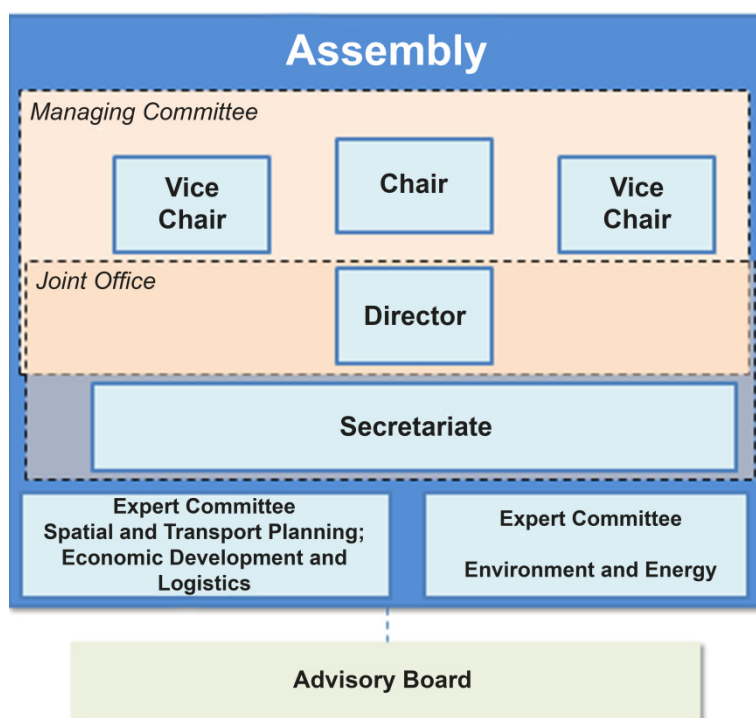 Assembly
Managing Committee
Vice
Chair
Chair
Vice
Chair
Joint Office
Director
Secretariate
Expert Committee
Spatial and Transport Planning;
Economic Development and
Logistics
Expert Committee
Environment and Energy
Advisory Board